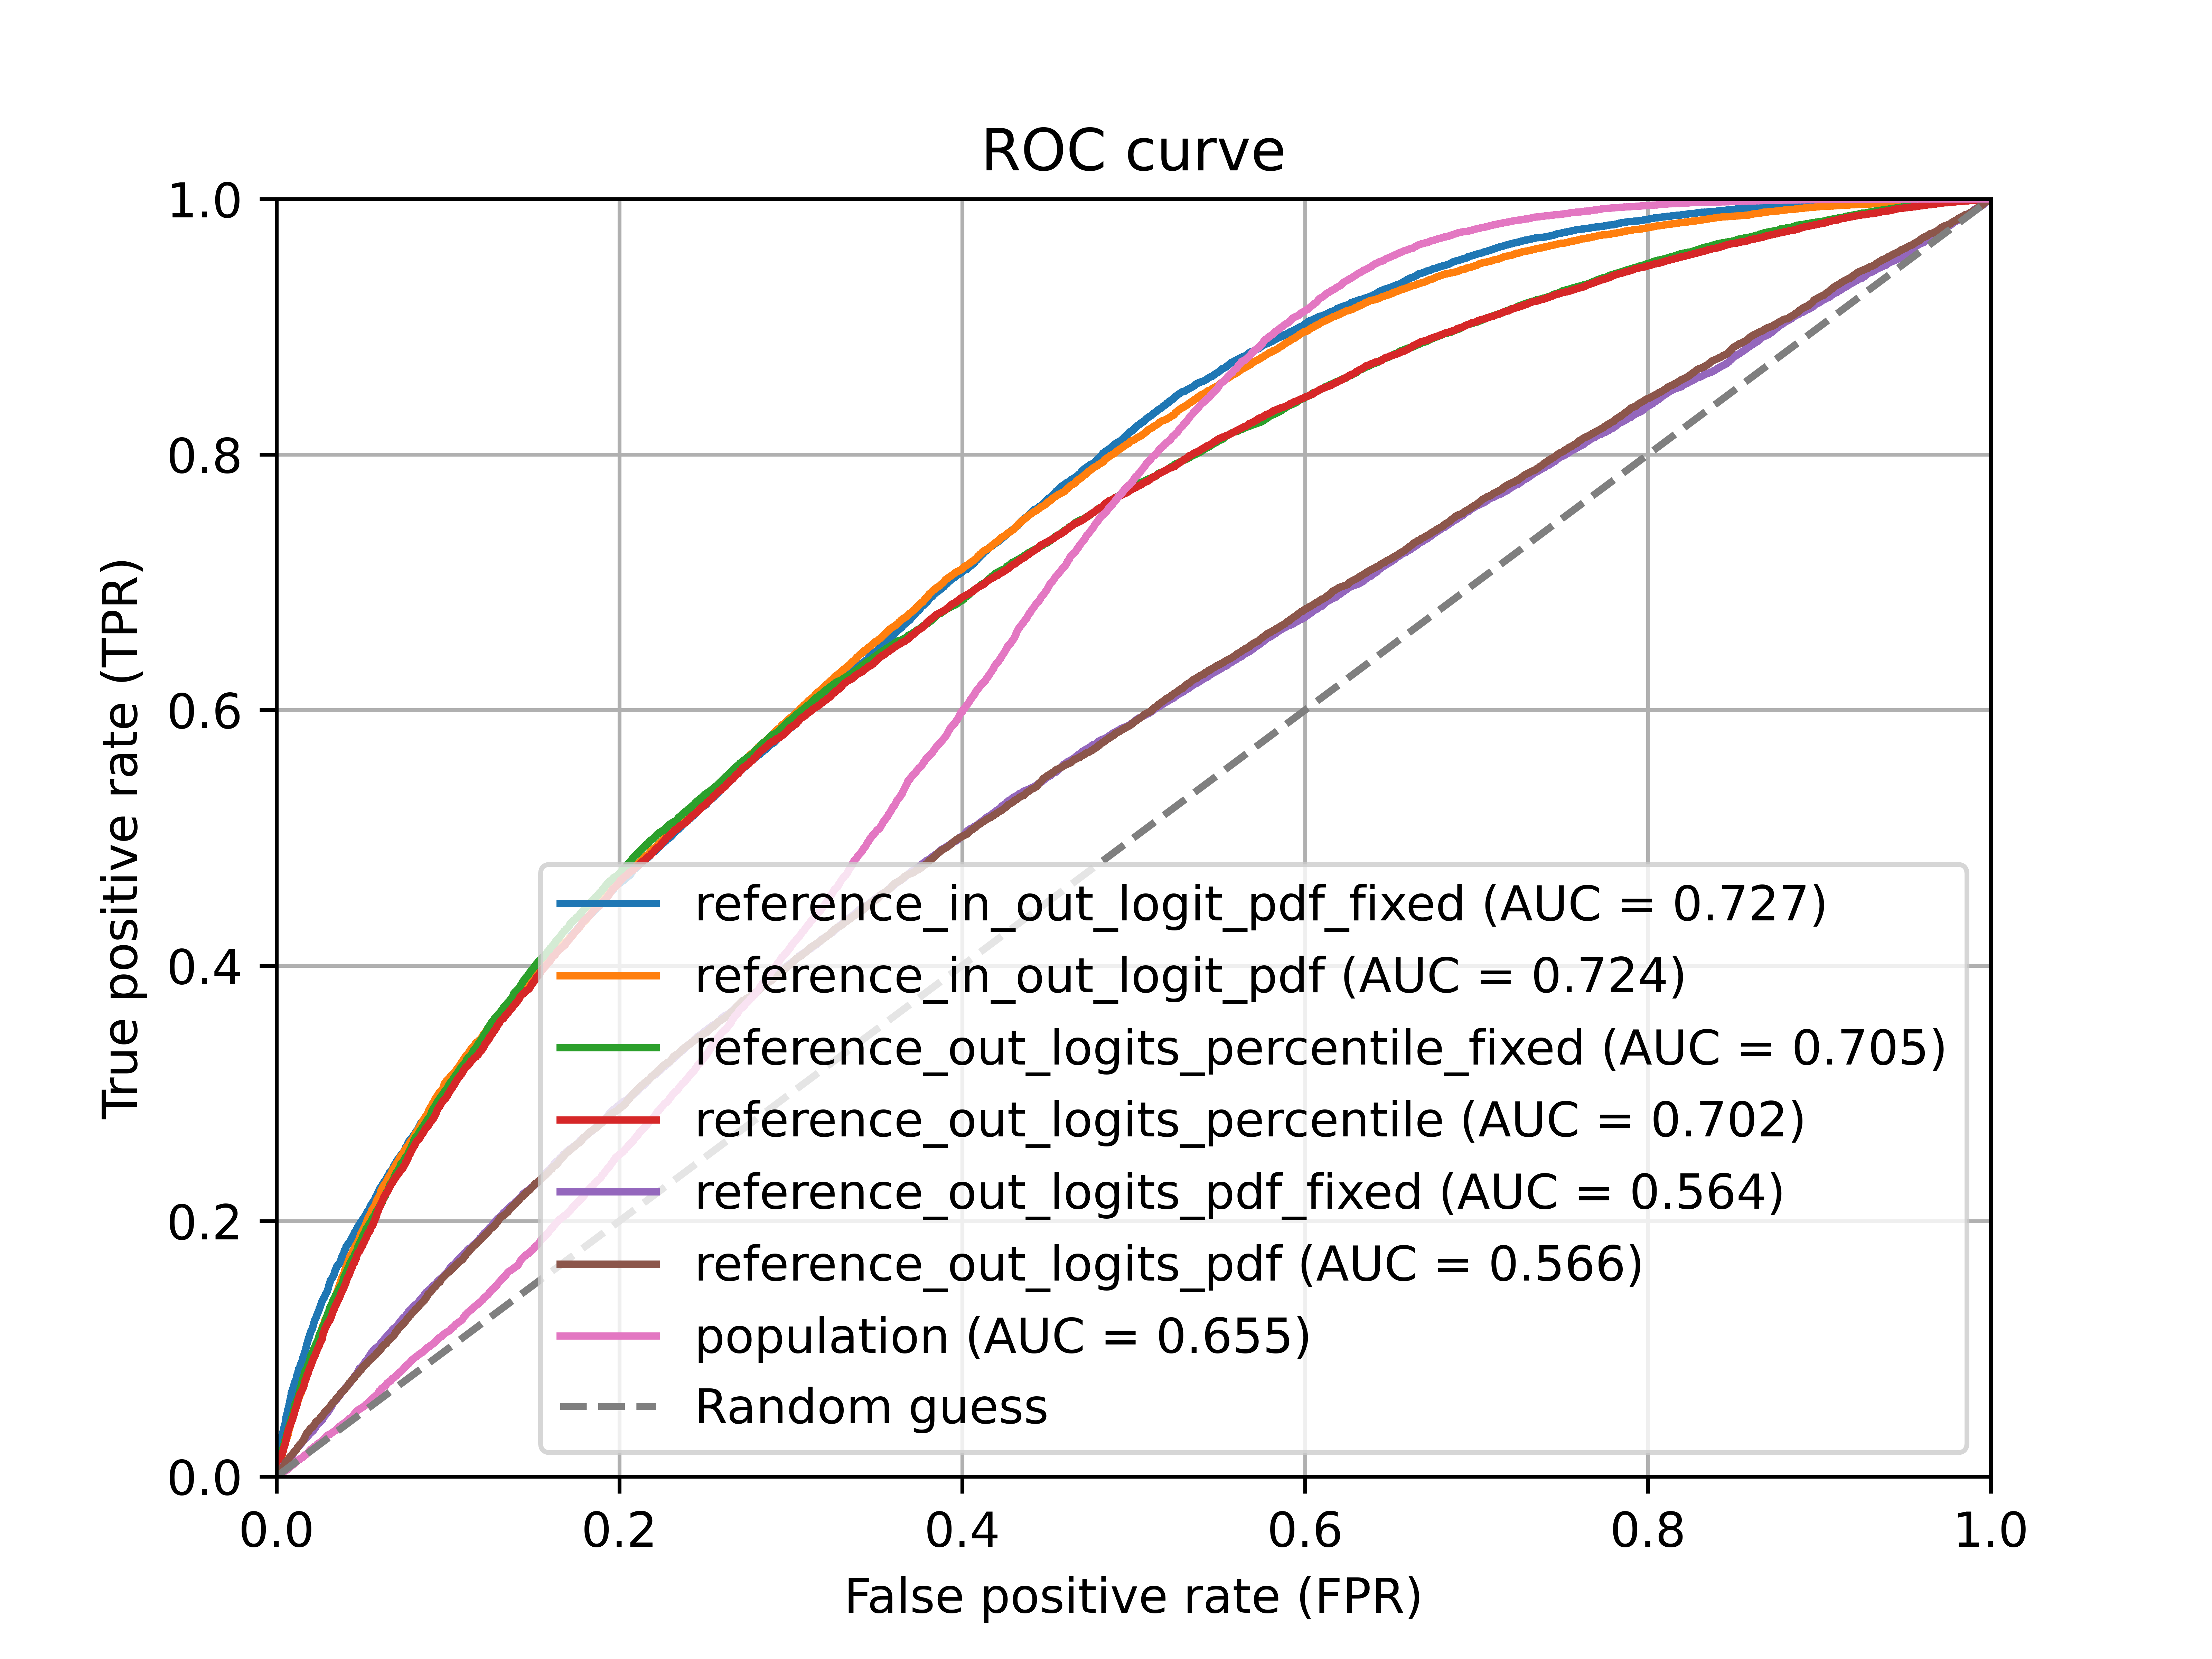 ROC curve
True positive rate (TPR)
1.0
0.8
0.6
0.4
0.2
0.0
reference_in_out_logit_pdf_fixed (AUC = 0.727)
reference_in_out_logit_pdf (AUC = 0.724)
reference_out_logits_percentile_fixed (AUC = 0.705)
reference_out_logits_percentile (AUC = 0.702)
reference_out_logits_pdf_fixed (AUC = 0.564)
reference_out_logits_pdf (AUC = 0.566)
population (AUC = 0.655)
Random guess
0.0 0.2 0.4 0.6 0.8 1.0
False positive rate (FPR)